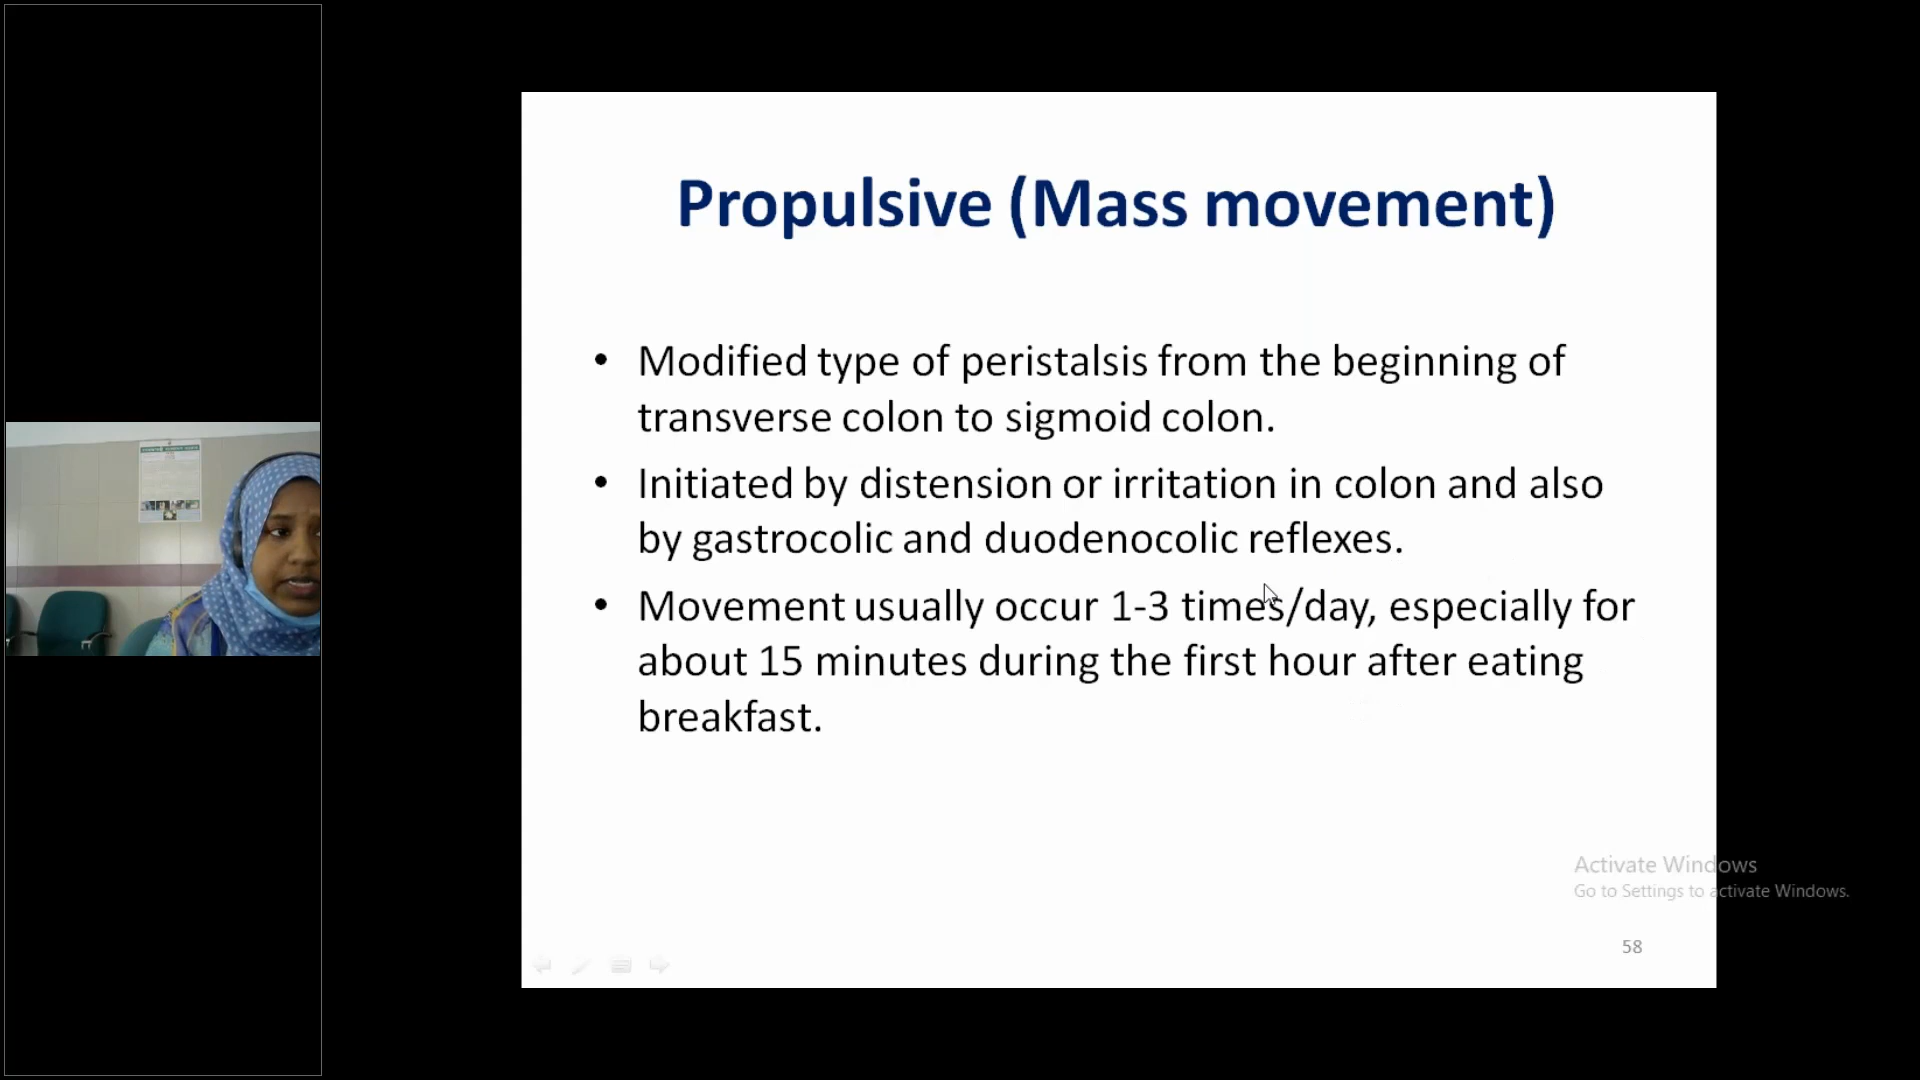 Propulsive (Mass movement)
• Modified type of peristalsis from the beginning of
transverse colon to sigmoid colon.
• Initiated by distension or irritation in colon and also
by gastrocolic and duodenocolic reflexes.
• Movement usually occur 1-3 times/day, especially for
about 15 minutes during the first hour after eating
breakfast.
Activate Windows
Go to Settings to activate Windows.
58